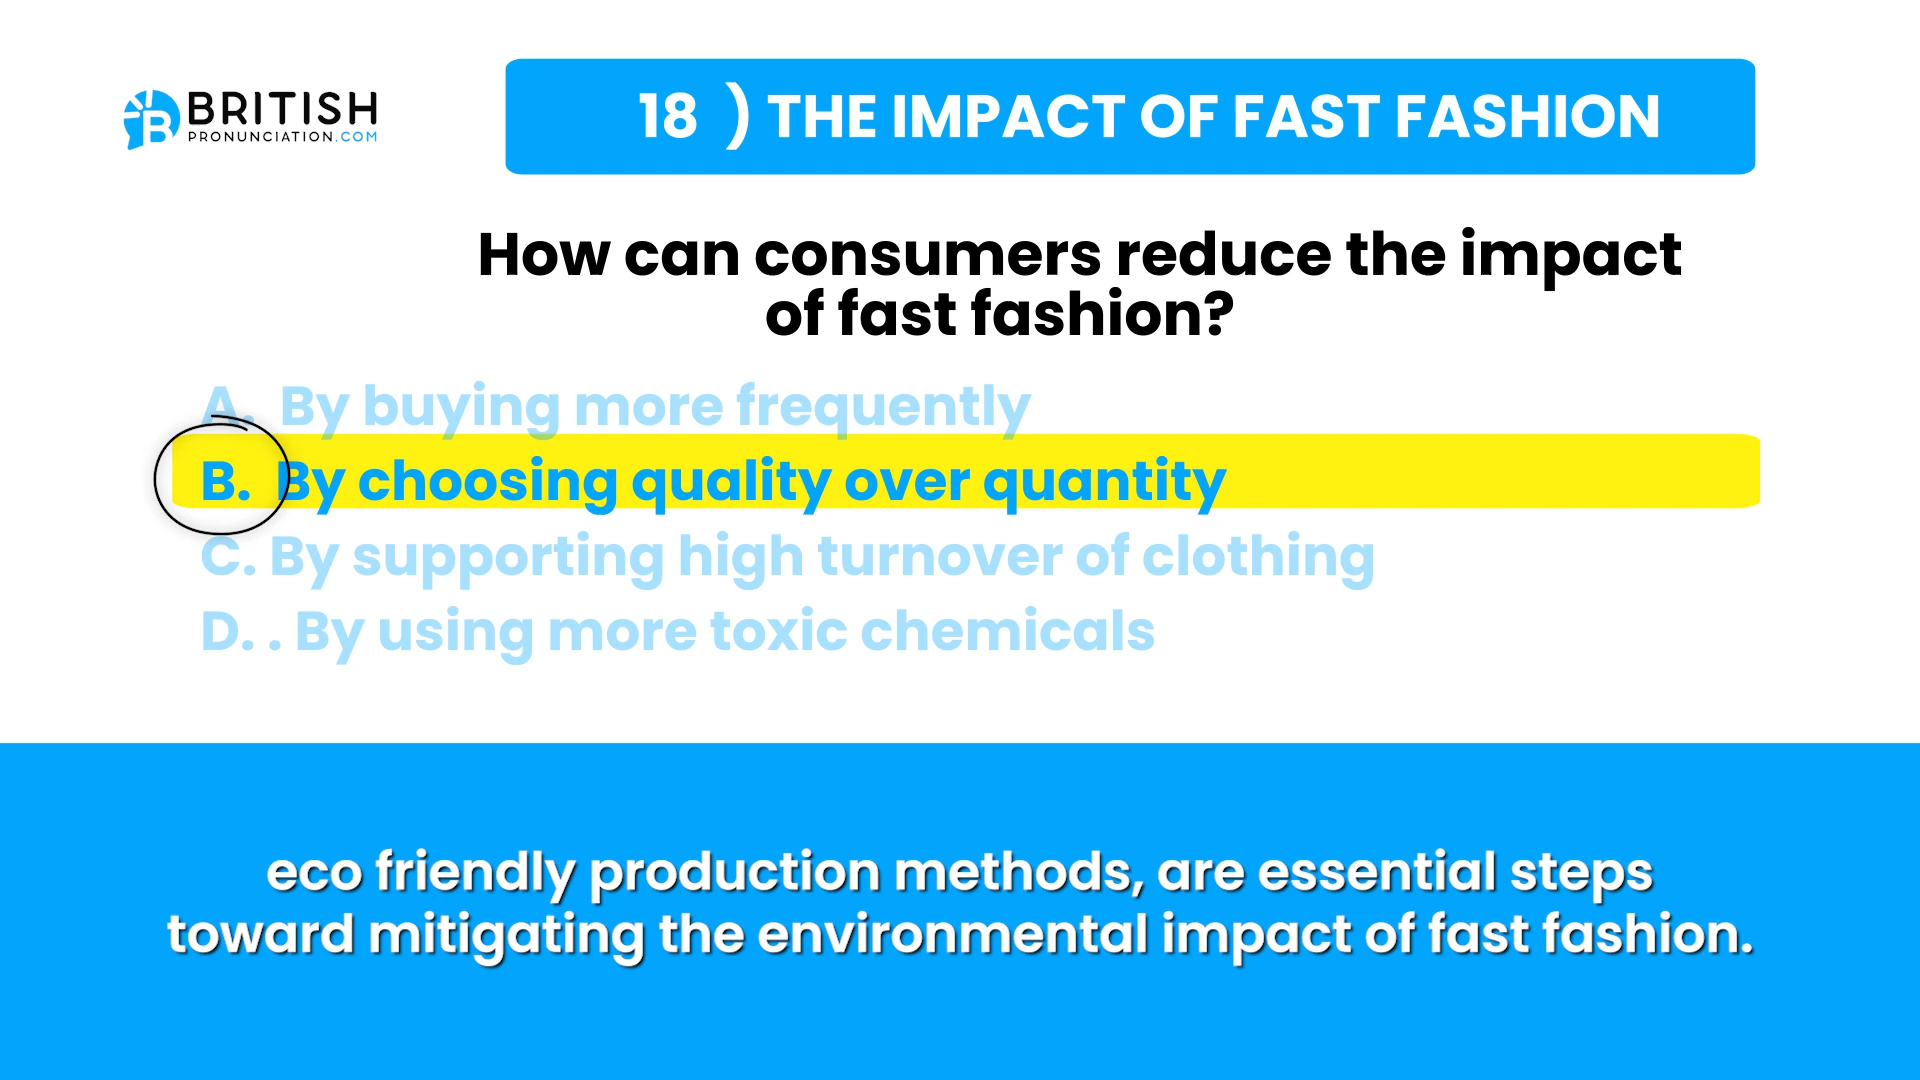 BRITISH
PRONUNCIATION.COM
18 ) THE IMPACT OF FAST FASHION
How can consumers reduce the impact
of fast fashion?
A. By buying more frequently
B. By choosing quality over quantity
C. By supporting high turnover of clothing
D. . By using more toxic chemicals
eco friendly production methods, are essential steps
toward mitigating the environmental impact of fast fashion.